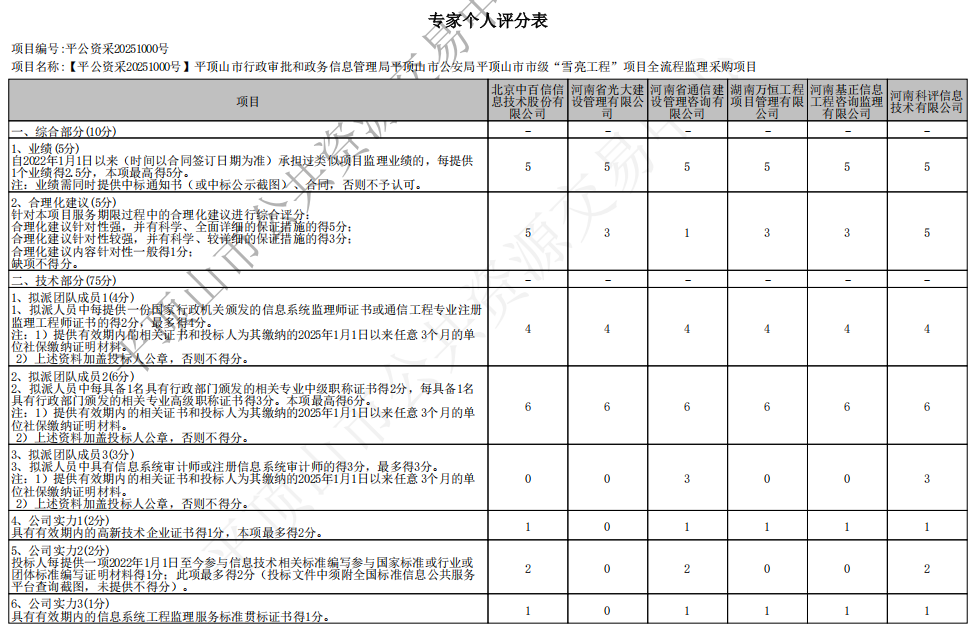 专家个人评分表
项目编号:平公资采20251000号
项目名称:【平公资采20251000号】平顶山市行政审批和政务信息管理局平顶山市公安局平顶山市市级“雪亮工程”项目全流程监理采购项目
项目 北京中百信信息技术股份有限公司 河南省光大建设管理有限公司 河南省通信建设管理咨询有限公司 湖南万恒工程项目管理有限公司 河南基正信息工程咨询监理有限公司 河南科评信息技术有限公司
一、综合部分(10分) — — — — — —
1、业绩(5分)
自2022年1月1日以来（时间以合同签订日期为准）承担过类似项目监理业绩的，每提供
1个业绩得2.5分，本项最高得5分。
注：业绩需同时提供中标通知书（或中标公示截图）、合同，否则不予认可。
5 5 5 5 5 5
2、合理化建议(5分)
针对本项目服务期限过程中的合理化建议进行综合评分;
合理化建议针对性强，并有科学、全面详细的保证措施的得5分;
合理化建议针对性较强，并有科学、较详细的保证措施的得3分;
合理化建议内容针对性一般得1分;
缺项不得分。
5 3 1 3 3 5
二、技术部分(75分) — — — — — —
1、拟派团队成员1(4分)
1、拟派人员中每提供一份国家行政机关颁发的信息系统监理师证书或通信工程专业注册
监理工程师证书的得2分，最多得4分。
注：1）提供有效期内的相关证书和投标人为其缴纳的2025年1月1日以来任意 3个月的单
位社保缴纳证明材料。
2）上述资料加盖投标人公章，否则不得分。
4 4 4 4 4 4
2、拟派团队成员2(6分)
2、拟派人员中每具备1名具有行政部门颁发的相关专业中级职称证书得2分，每具备1名
具有行政部门颁发的相关专业高级职称证书得3分。本项最高得6分。
注：1）提供有效期内的相关证书和投标人为其缴纳的2025年1月1日以来任意 3个月的单
位社保缴纳证明材料。
2）上述资料加盖投标人公章，否则不得分。
6 6 6 6 6 6
3、拟派团队成员3(3分)
3、拟派人员中具有信息系统审计师或注册信息系统审计师的得3分，最多得3分。
注：1）提供有效期内的相关证书和投标人为其缴纳的2025年1月1日以来任意 3个月的单
位社保缴纳证明材料。
2）上述资料加盖投标人公章，否则不得分。
0 0 3 0 0 3
4、公司实力1(2分)
具有有效期内的高新技术企业证书得1分，本项最多得2分。
1 0 1 1 1 1
5、公司实力2(2分)
投标人每提供一项2022年1月1日至今参与信息技术相关标准编写参与国家标准或行业或
团体标准编写证明材料得1分；此项最多得2分（投标文件中须附全国标准信息公共服务
平台查询截图，未提供不得分）。
2 0 2 0 0 2
6、公司实力3(1分)
具有有效期内的信息系统工程监理服务标准贯标证书得1分。
1 0 1 1 1 1
平顶山市公共资源交易中
平顶山市公共资源交易中